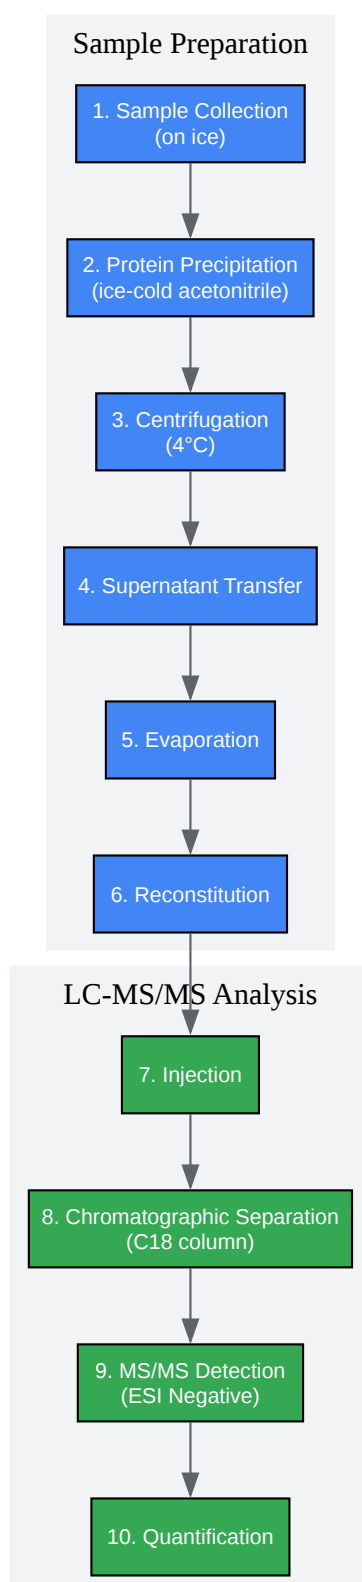 Sample Preparation
1. Sample Collection
(on ice)
2. Protein Precipitation
(ice-cold acetonitrile)
3. Centrifugation
(4°C)
4. Supernatant Transfer
5. Evaporation
6. Reconstitution
LC-MS/MS Analysis
7. Injection
8. Chromatographic Separation
(C18 column)
9. MS/MS Detection
(ESI Negative)
10. Quantification